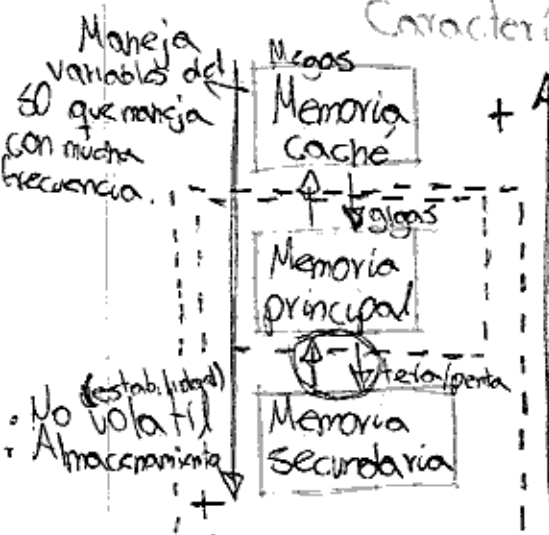 Caracterí
Maneja
variables del
SO que maneja
con mucha
frecuencia.
Megas
Memoria
caché
+ A
gigas
Memoria
principal
tera/penta
(estabilidad)
· No volatil
· Almacenamiento
+
Memoria
secundaria